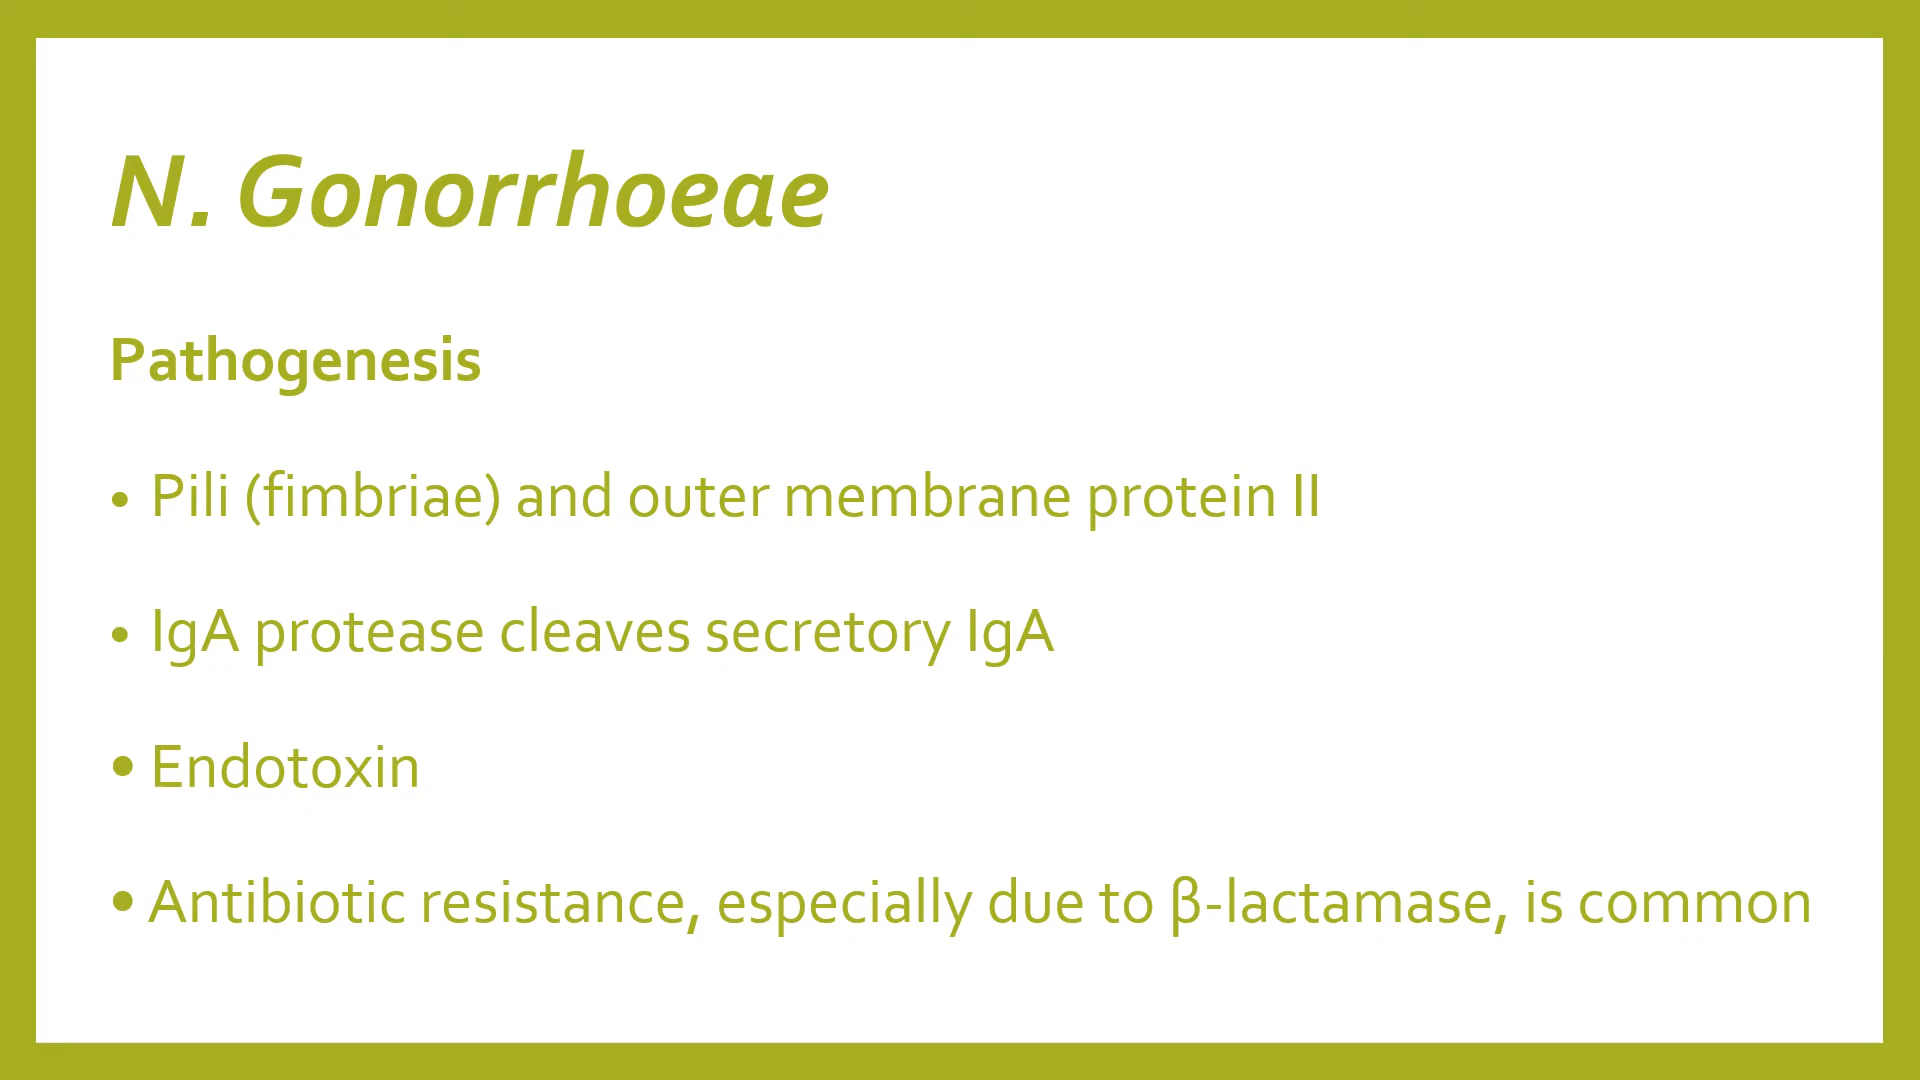 N. Gonorrhoeae
Pathogenesis
• Pili (fimbriae) and outer membrane protein II
• IgA protease cleaves secretory IgA
• Endotoxin
• Antibiotic resistance, especially due to β-lactamase, is common